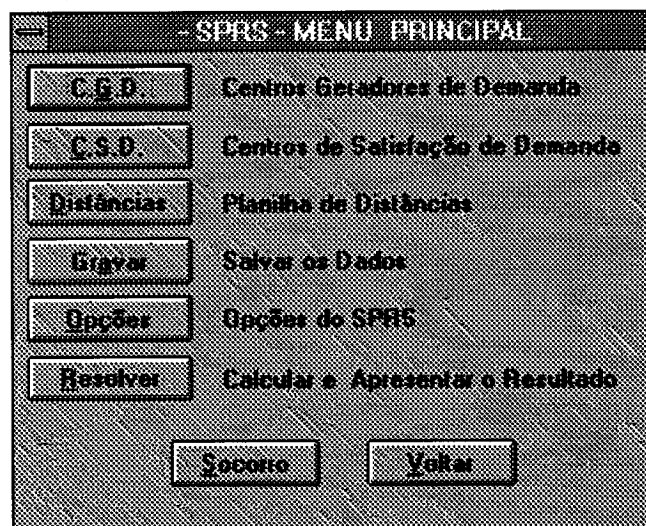 - SPRS - MENU PRINCIPAL
C.G.D. Centros Geradores de Demanda
C.S.D. Centros de Satisfação de Demanda
Distâncias Planilha de Distâncias
Gravar Salvar os Dados
Opções Opções do SPRS
Resolver Calcular e Apresentar o Resultado
Socorro Voltar